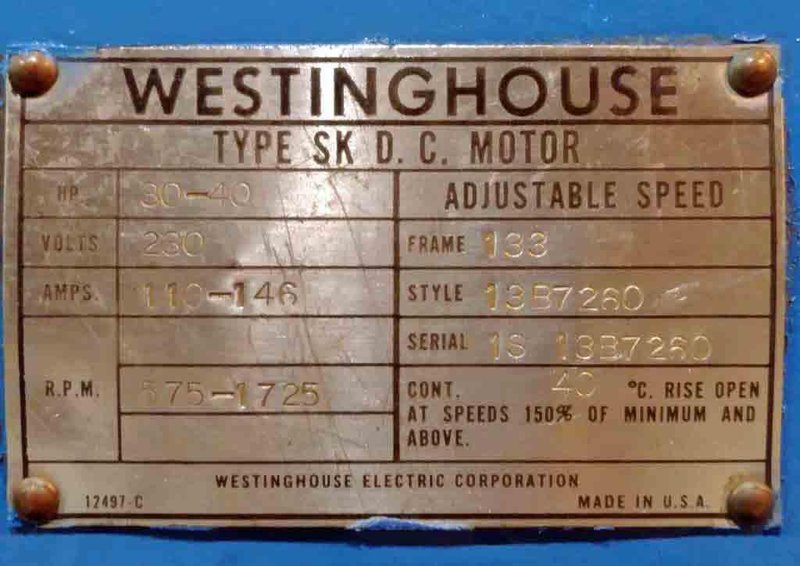 WESTINGHOUSE
TYPE SK D. C. MOTOR
HP. 30-40
ADJUSTABLE SPEED
VOLTS 230
FRAME 133
AMPS. 110-146
STYLE 13B7260
SERIAL 1S 13B7260
R.P.M. 575-1725
CONT. 40 °C. RISE OPEN
AT SPEEDS 150% OF MINIMUM AND
ABOVE.
WESTINGHOUSE ELECTRIC CORPORATION
12497-C
MADE IN U.S.A.